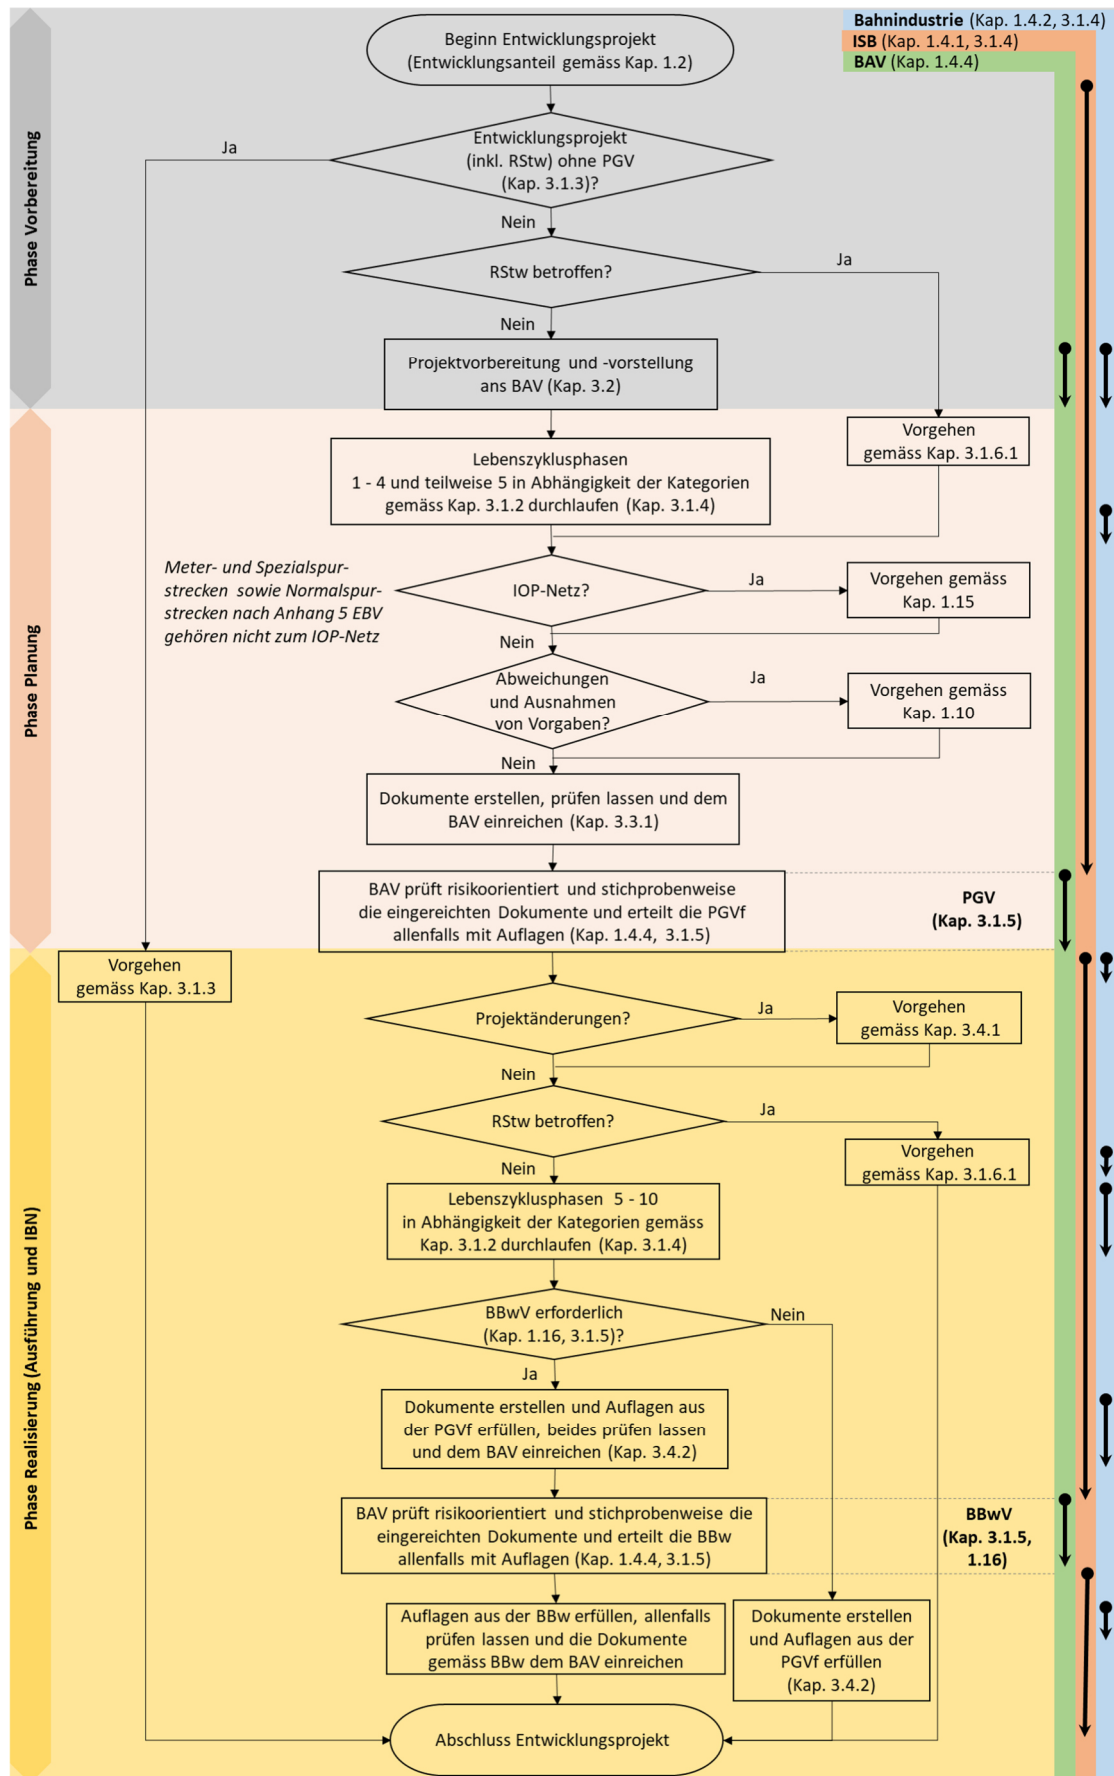 Bahnindustrie (Kap. 1.4.2, 3.1.4)
ISB (Kap. 1.4.1, 3.1.4)
BAV (Kap. 1.4.4)
Phase Vorbereitung
Beginn Entwicklungsprojekt
(Entwicklungsanteil gemäss Kap. 1.2)
Entwicklungsprojekt
(inkl. RStw) ohne PGV
(Kap. 3.1.3)?
Ja
Nein
RStw betroffen?
Ja
Nein
Projektvorbereitung und -vorstellung
ans BAV (Kap. 3.2)
Phase Planung
Vorgehen
gemäss Kap. 3.1.6.1
Lebenszyklusphasen
1 - 4 und teilweise 5 in Abhängigkeit der Kategorien
gemäss Kap. 3.1.2 durchlaufen (Kap. 3.1.4)
Meter- und Spezialspur-
strecken sowie Normalspur-
strecken nach Anhang 5 EBV
gehören nicht zum IOP-Netz
IOP-Netz?
Ja
Vorgehen gemäss
Kap. 1.15
Nein
Abweichungen
und Ausnahmen
von Vorgaben?
Ja
Vorgehen gemäss
Kap. 1.10
Nein
Dokumente erstellen, prüfen lassen und dem
BAV einreichen (Kap. 3.3.1)
BAV prüft risikoorientiert und stichprobenweise
die eingereichten Dokumente und erteilt die PGVf
allenfalls mit Auflagen (Kap. 1.4.4, 3.1.5)
PGV
(Kap. 3.1.5)
Phase Realisierung (Ausführung und IBN)
Vorgehen
gemäss Kap. 3.1.3
Projektänderungen?
Ja
Vorgehen
gemäss Kap. 3.4.1
Nein
RStw betroffen?
Ja
Vorgehen
gemäss Kap. 3.1.6.1
Nein
Lebenszyklusphasen 5 - 10
in Abhängigkeit der Kategorien gemäss
Kap. 3.1.2 durchlaufen (Kap. 3.1.4)
BBwV erforderlich
(Kap. 1.16, 3.1.5)?
Nein
Ja
Dokumente erstellen und Auflagen aus
der PGVf erfüllen, beides prüfen lassen
und dem BAV einreichen (Kap. 3.4.2)
BAV prüft risikoorientiert und stichprobenweise die
eingereichten Dokumente und erteilt die BBw
allenfalls mit Auflagen (Kap. 1.4.4, 3.1.5)
BBwV
(Kap. 3.1.5,
1.16)
Auflagen aus der BBw erfüllen, allenfalls
prüfen lassen und die Dokumente
gemäss BBw dem BAV einreichen
Dokumente erstellen
und Auflagen aus der
PGVf erfüllen
(Kap. 3.4.2)
Abschluss Entwicklungsprojekt